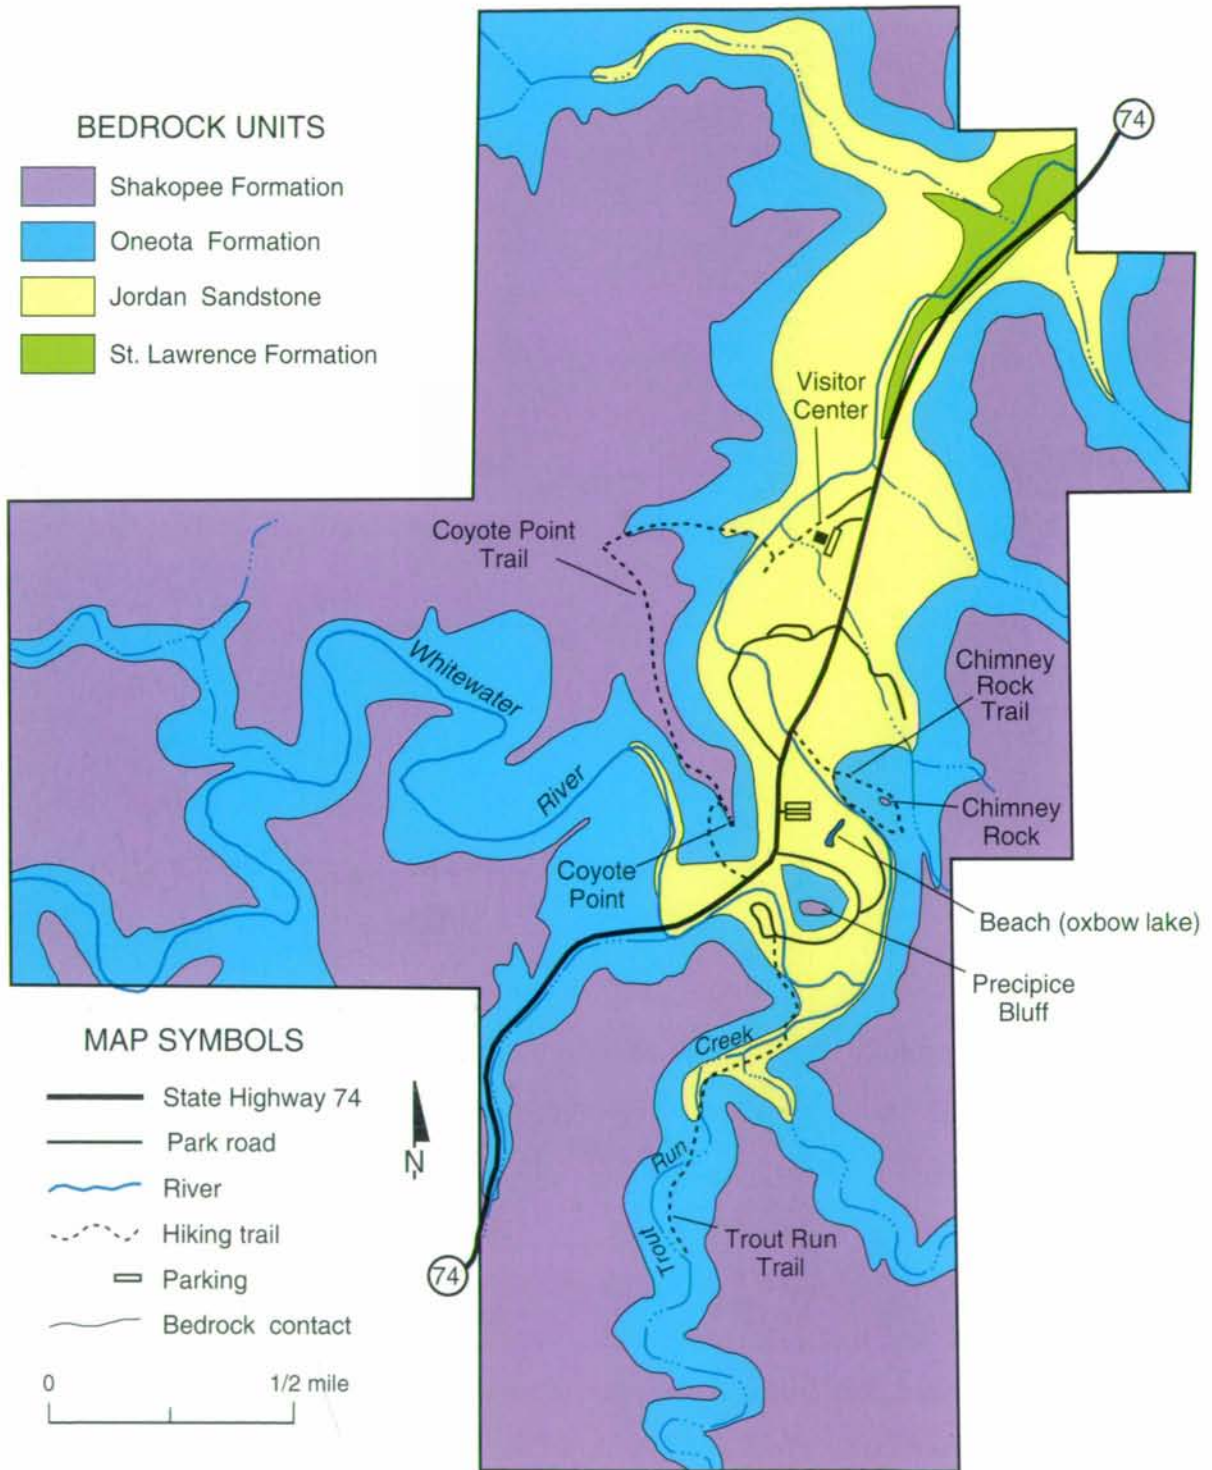 BEDROCK UNITS
Shakopee Formation
Oneota Formation
Jordan Sandstone
St. Lawrence Formation
74
Visitor
Center
Coyote Point
Trail
Whitewater
River
Chimney
Rock
Trail
Chimney
Rock
Coyote
Point
Beach (oxbow lake)
Precipice
Bluff
Creek
Run
Trout
Trout Run
Trail
74
MAP SYMBOLS
State Highway 74
Park road
River
Hiking trail
Parking
Bedrock contact
N
0 1/2 mile